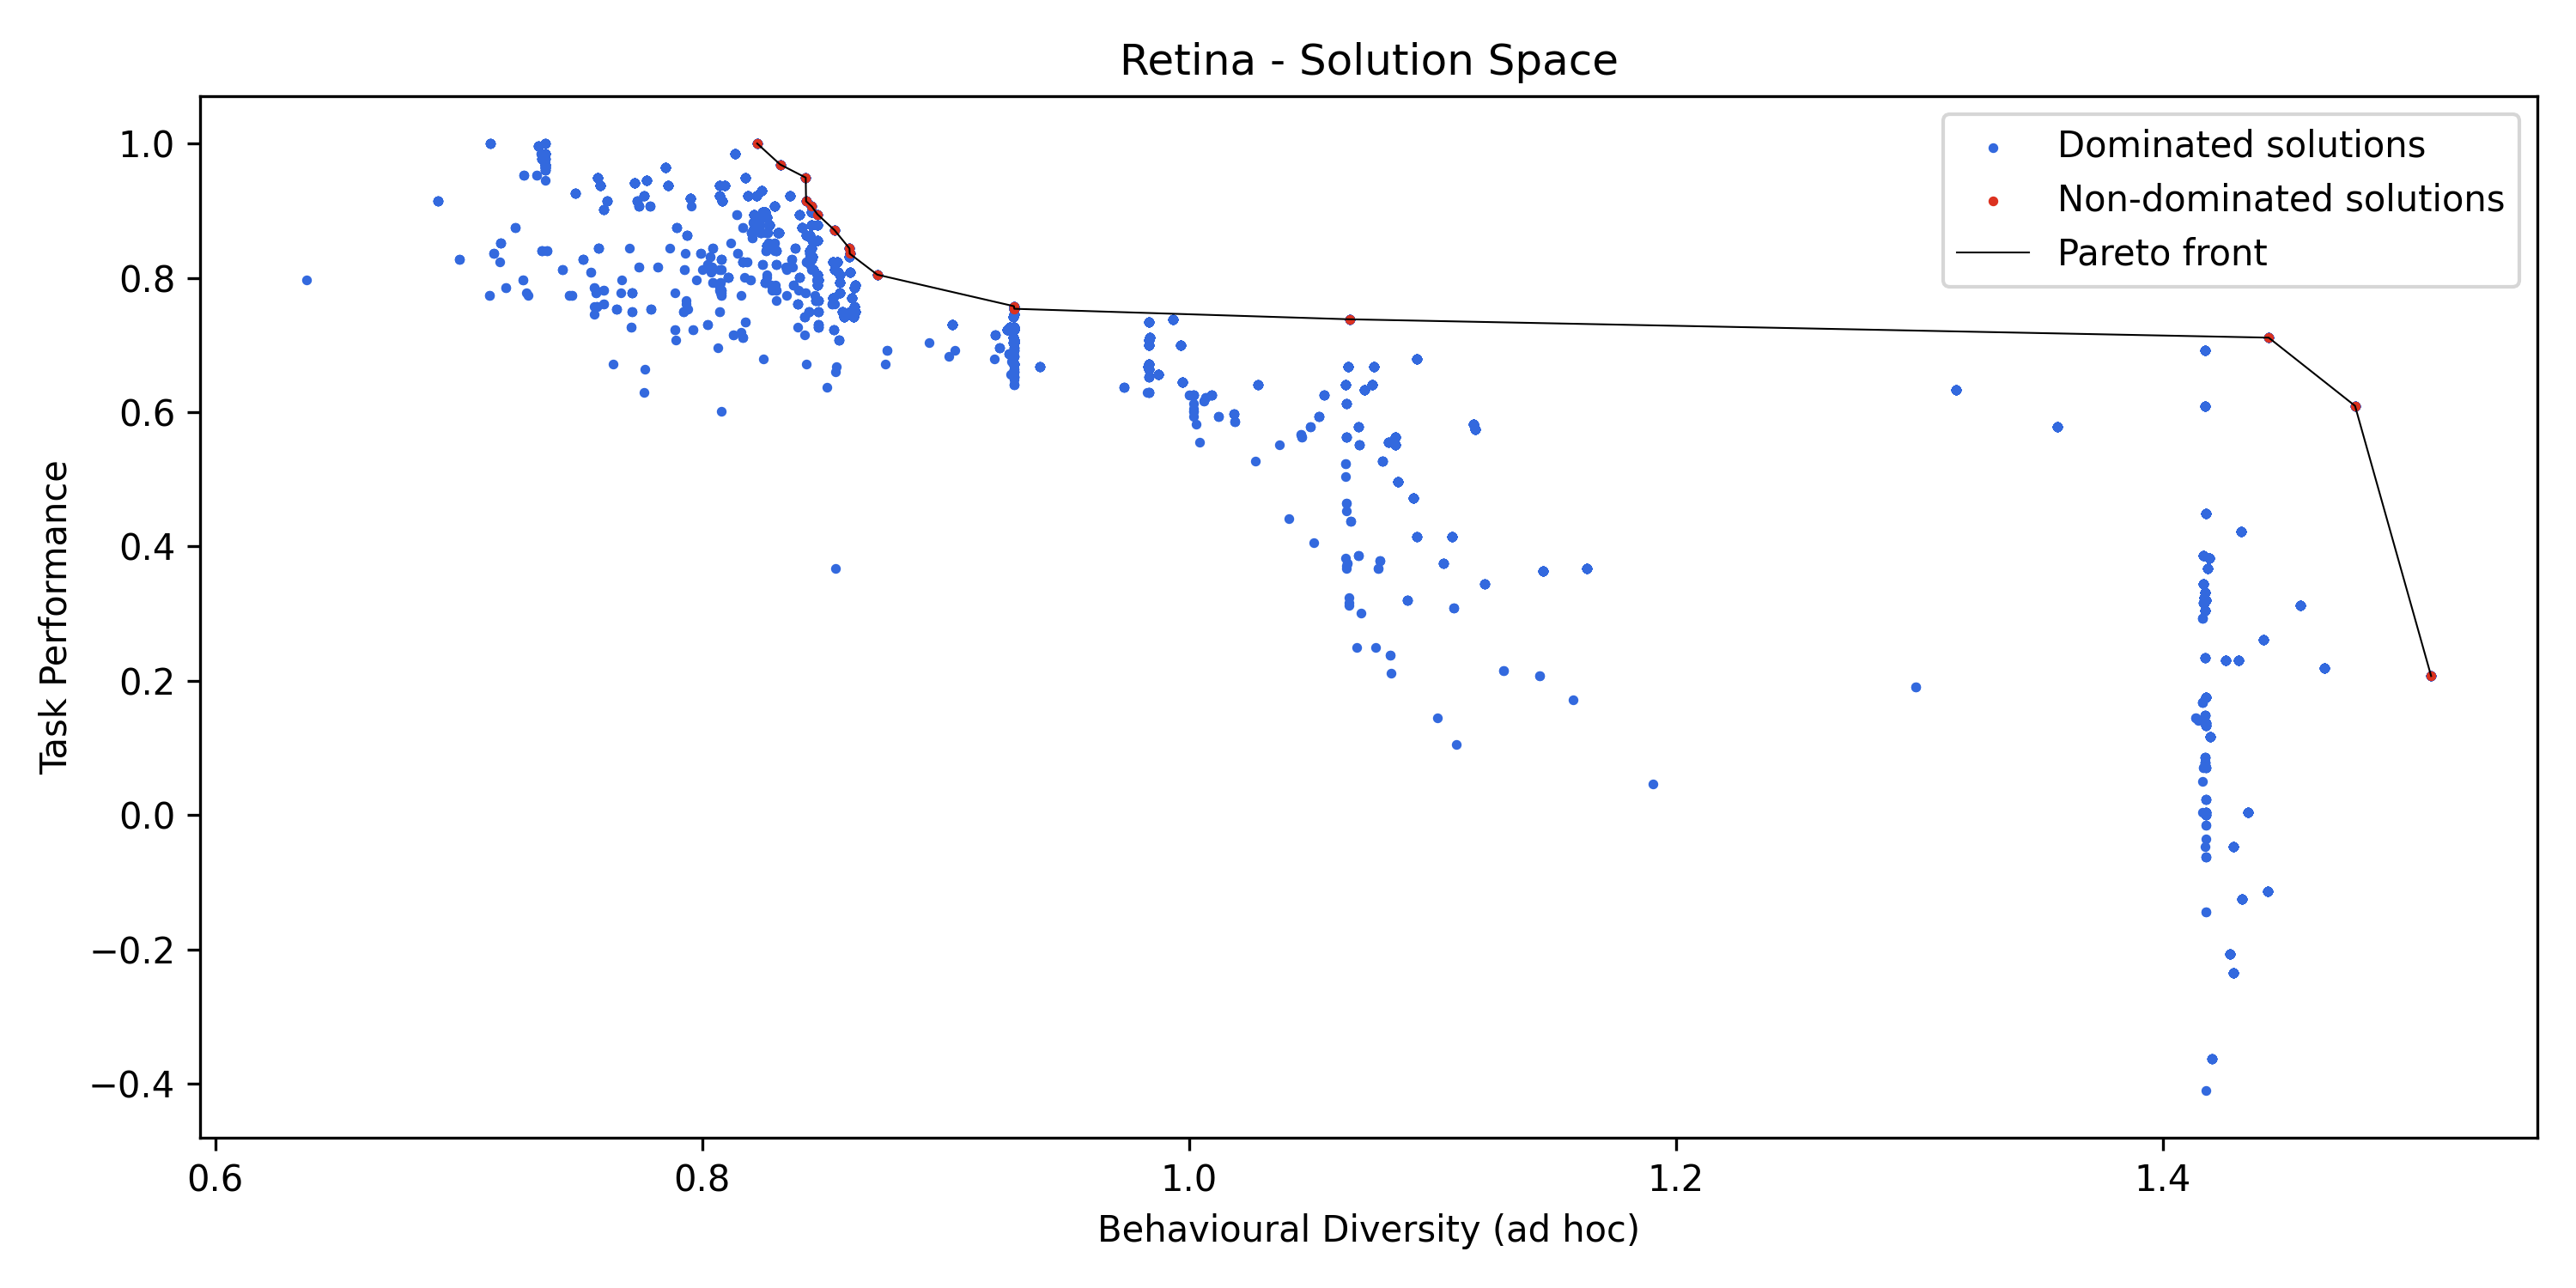 Retina - Solution Space
Dominated solutions
Non-dominated solutions
Pareto front
Task Performance
1.0
0.8
0.6
0.4
0.2
0.0
−0.2
−0.4
0.6 0.8 1.0 1.2 1.4
Behavioural Diversity (ad hoc)